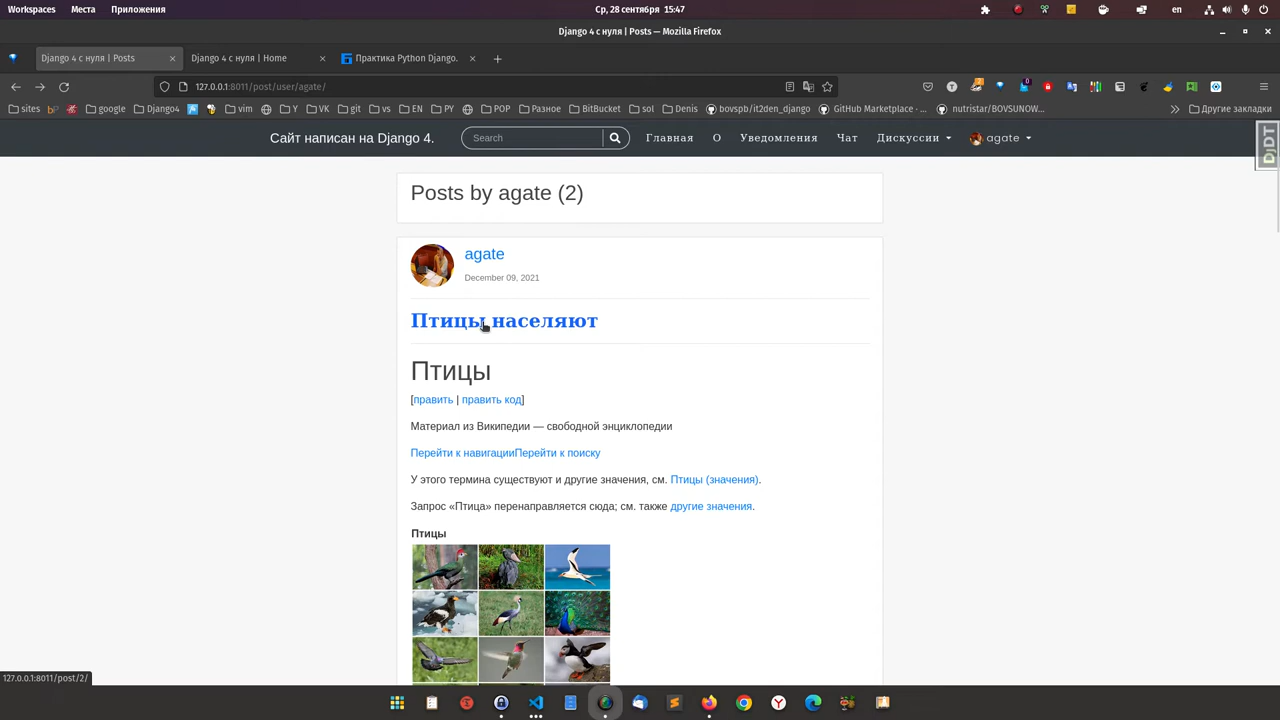 Workspaces Места Приложения Ср, 28 сентября 15:47 en
Django 4 с нуля | Posts — Mozilla Firefox
Django 4 с нуля | Posts Django 4 с нуля | Home Практика Python Django.
127.0.0.1:8011/post/user/agate/
sites bP google Django4 vim Y VK git vs EN PY POP Разное BitBucket sol Denis bovspb/it2den_django GitHub Marketplace · ... nutristar/BOVSUNOW... Другие закладки
Сайт написан на Django 4. Search Главная О Уведомления Чат Дискуссии agate
DjDT
Posts by agate (2)
agate
December 09, 2021
Птицы населяют
Птицы
[править | править код]
Материал из Википедии — свободной энциклопедии
Перейти к навигацииПерейти к поиску
У этого термина существуют и другие значения, см. Птицы (значения).
Запрос «Птица» перенаправляется сюда; см. также другие значения.
Птицы
127.0.0.1:8011/post/2/